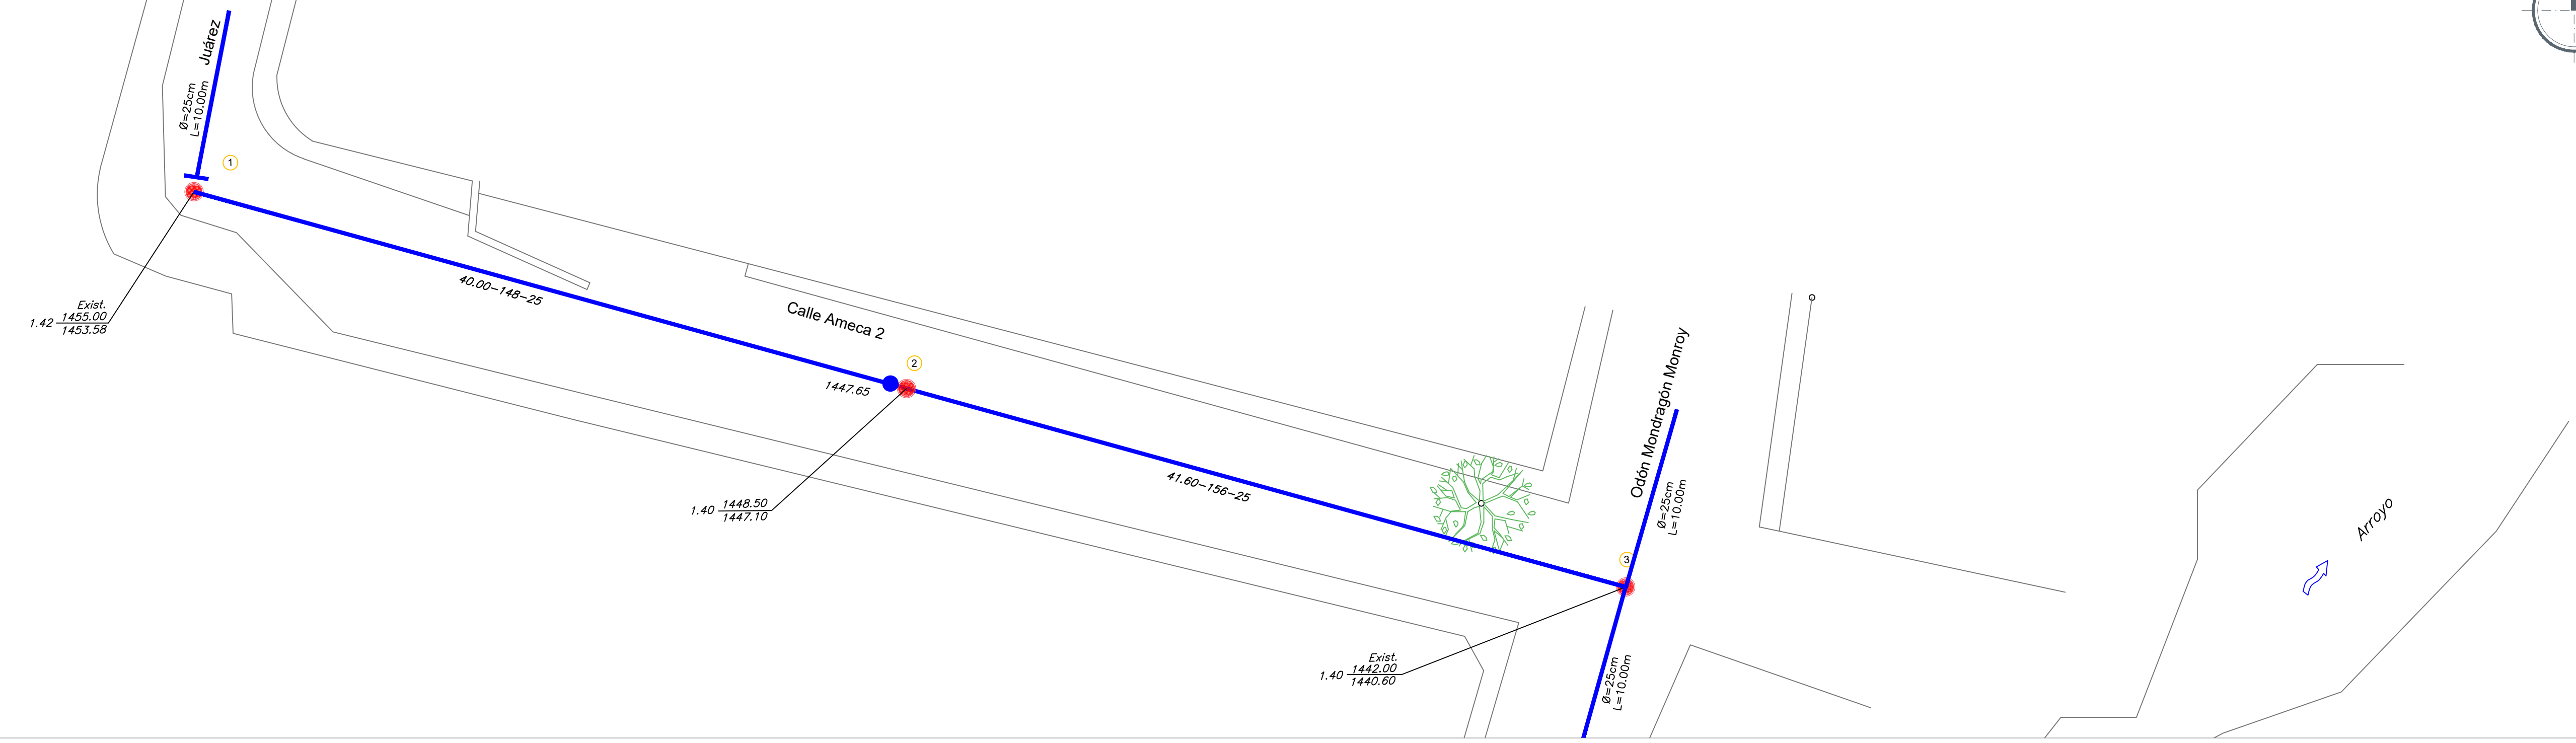 Juárez
Ø=25cm
L=10.00m
1
Exist.
1.42 1455.00
1453.58
40.00-148-25
Calle Ameca 2
2
1447.65
1.40 1448.50
1447.10
41.60-156-25
Odón Mondragón Monroy
Ø=25cm
L=10.00m
3
Exist.
1.40 1442.00
1440.60
Ø=25cm
L=10.00m
Arroyo